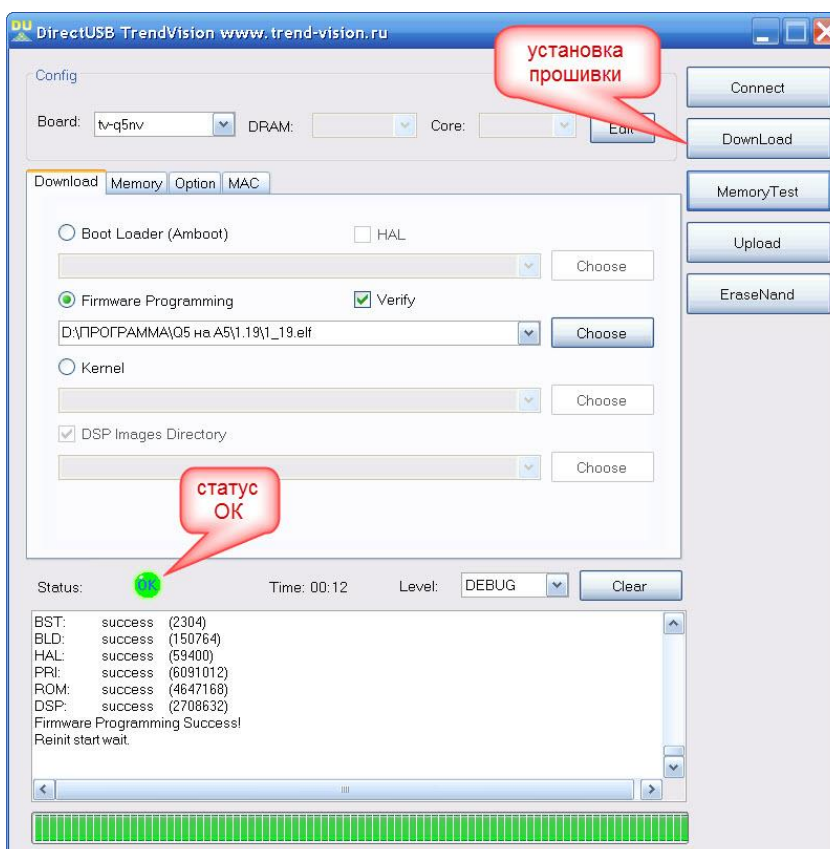 DU
DirectUSB TrendVision www.trend-vision.ru
установка
прошивки
Config
Board: tv-q5nv DRAM: Core: Edit
Connect
DownLoad
MemoryTest
Upload
EraseNand
Download Memory Option MAC
Boot Loader (Amboot) HAL
Choose
Firmware Programming Verify
D:\ПРОГРАММА\Q5 на A5\1.19\1_19.elf Choose
Kernel
Choose
DSP Images Directory
Choose
статус
ОК
Status: OK Time: 00:12 Level: DEBUG Clear
BST: success (2304)
BLD: success (150764)
HAL: success (59400)
PRI: success (6091012)
ROM: success (4647168)
DSP: success (2708632)
Firmware Programming Success!
Reinit start wait.